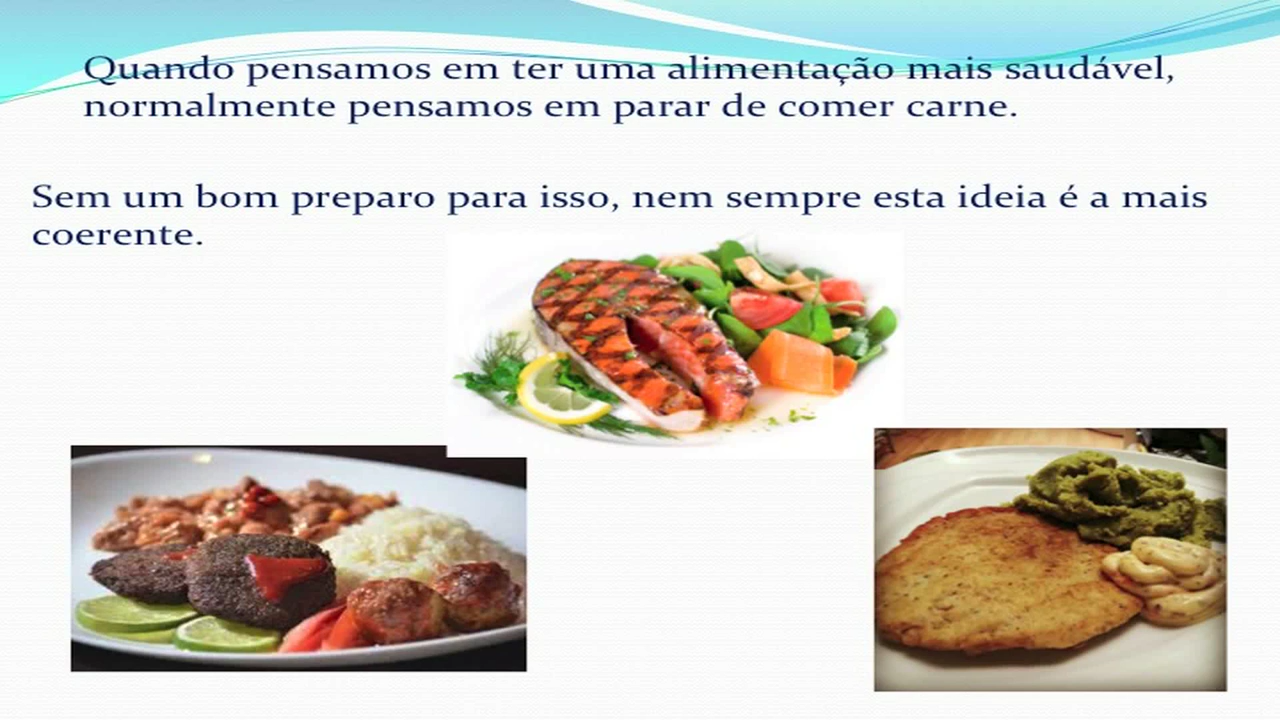 Quando pensamos em ter uma alimentação mais saudável,
normalmente pensamos em parar de comer carne.
Sem um bom preparo para isso, nem sempre esta ideia é a mais
coerente.